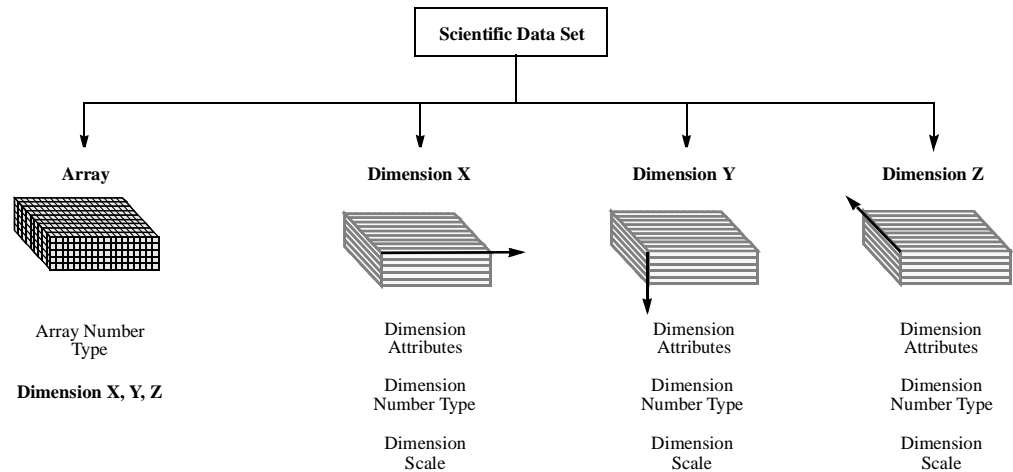 Scientific Data Set
Array
Dimension X
Dimension Y
Dimension Z
Array Number
Type
Dimension X, Y, Z
Dimension
Attributes
Dimension
Number Type
Dimension
Scale
Dimension
Attributes
Dimension
Number Type
Dimension
Scale
Dimension
Attributes
Dimension
Number Type
Dimension
Scale